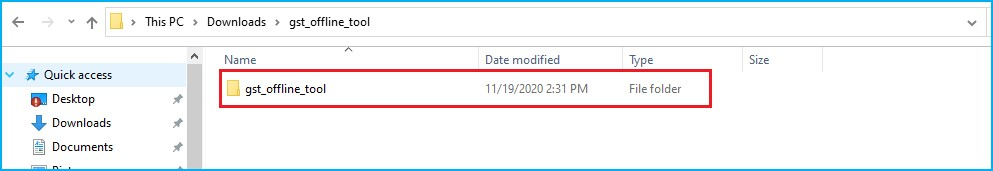 This PC > Downloads > gst_offline_tool
Name Date modified Type Size
Quick access
gst_offline_tool 11/19/2020 2:31 PM File folder
Desktop
Downloads
Documents